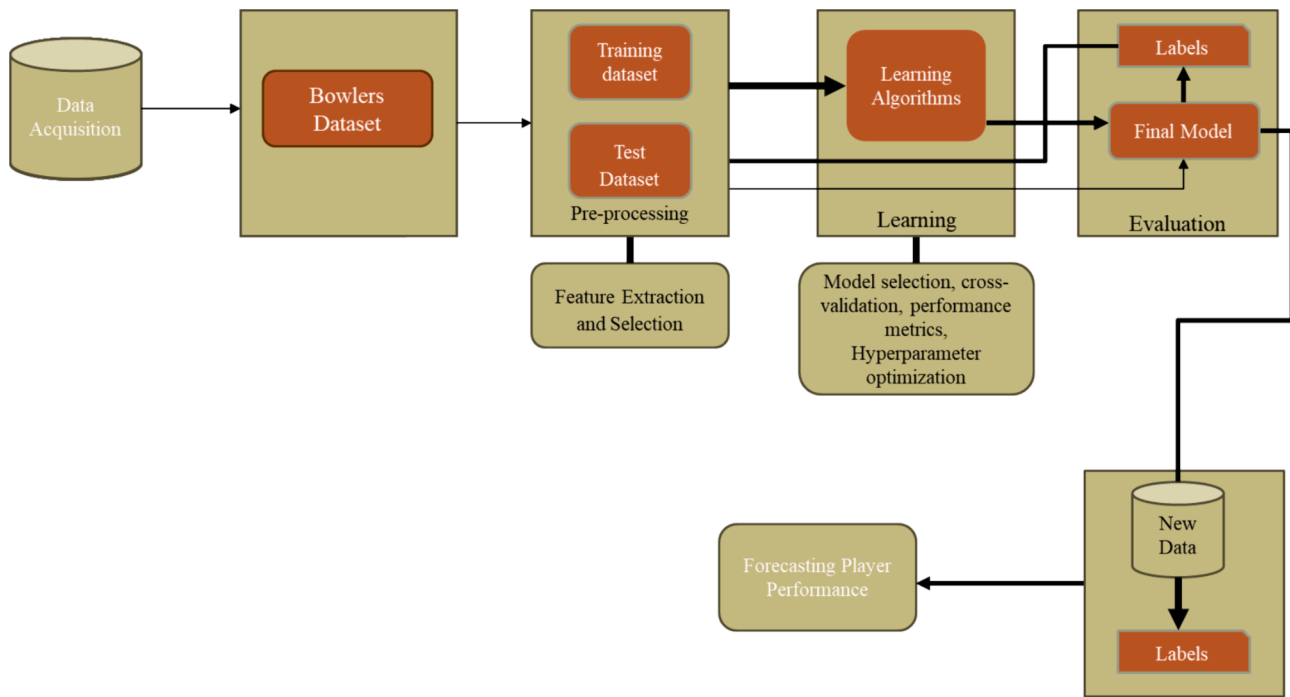 Data
Acquisition
Bowlers
Dataset
Training
dataset
Test
Dataset
Pre-processing
Feature Extraction
and Selection
Learning
Algorithms
Learning
Model selection, cross-
validation, performance
metrics,
Hyperparameter
optimization
Labels
Final Model
Evaluation
New
Data
Labels
Forecasting Player
Performance